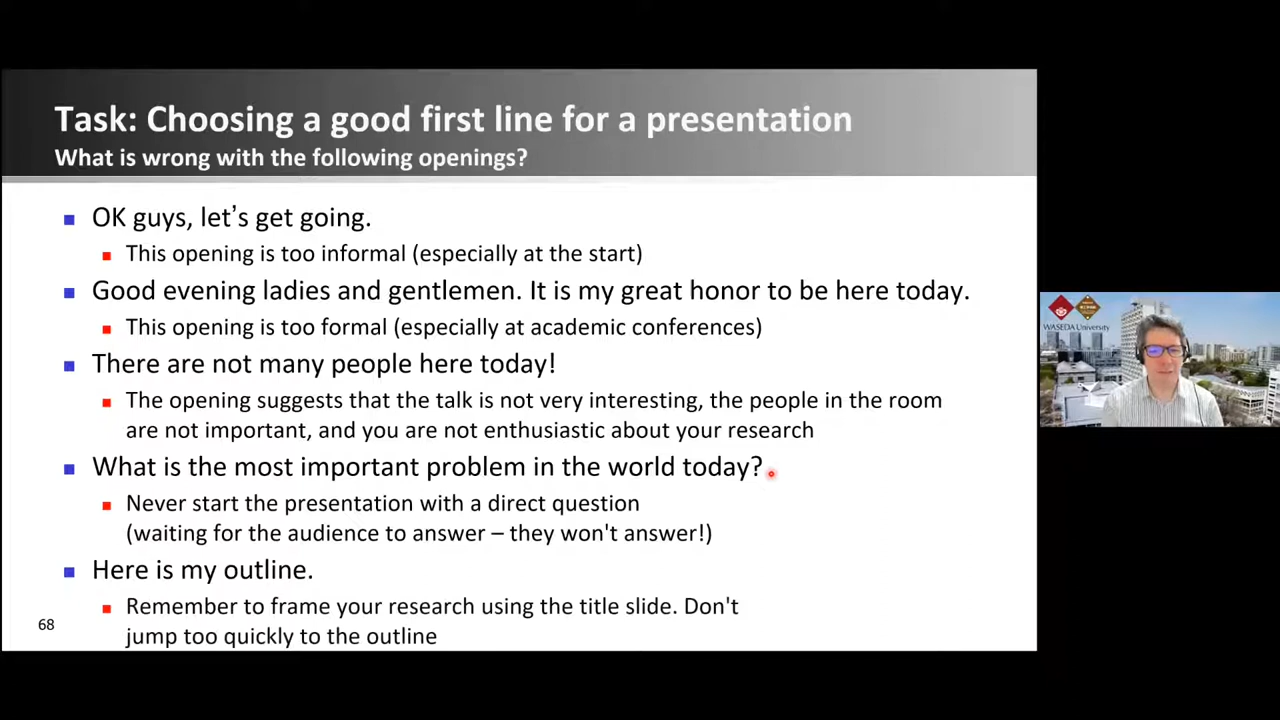 Task: Choosing a good first line for a presentation
What is wrong with the following openings?
OK guys, let’s get going.
This opening is too informal (especially at the start)
Good evening ladies and gentlemen. It is my great honor to be here today.
This opening is too formal (especially at academic conferences)
There are not many people here today!
The opening suggests that the talk is not very interesting, the people in the room
are not important, and you are not enthusiastic about your research
What is the most important problem in the world today?
Never start the presentation with a direct question
(waiting for the audience to answer – they won't answer!)
Here is my outline.
Remember to frame your research using the title slide. Don't
jump too quickly to the outline
68
WASEDA University